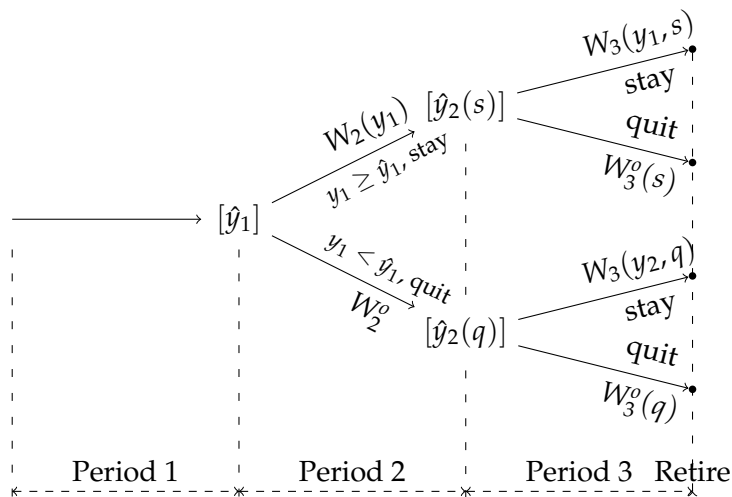 W₃(y₁, s)
stay
[ŷ₂(s)]
W₂(y₁)
y₁ ≥ ŷ₁, stay
quit
W₃ᵒ(s)
[ŷ₁]
y₁ < ŷ₁, quit
W₂ᵒ
W₃(y₂, q)
stay
[ŷ₂(q)]
quit
W₃ᵒ(q)
Period 1 Period 2 Period 3 Retire